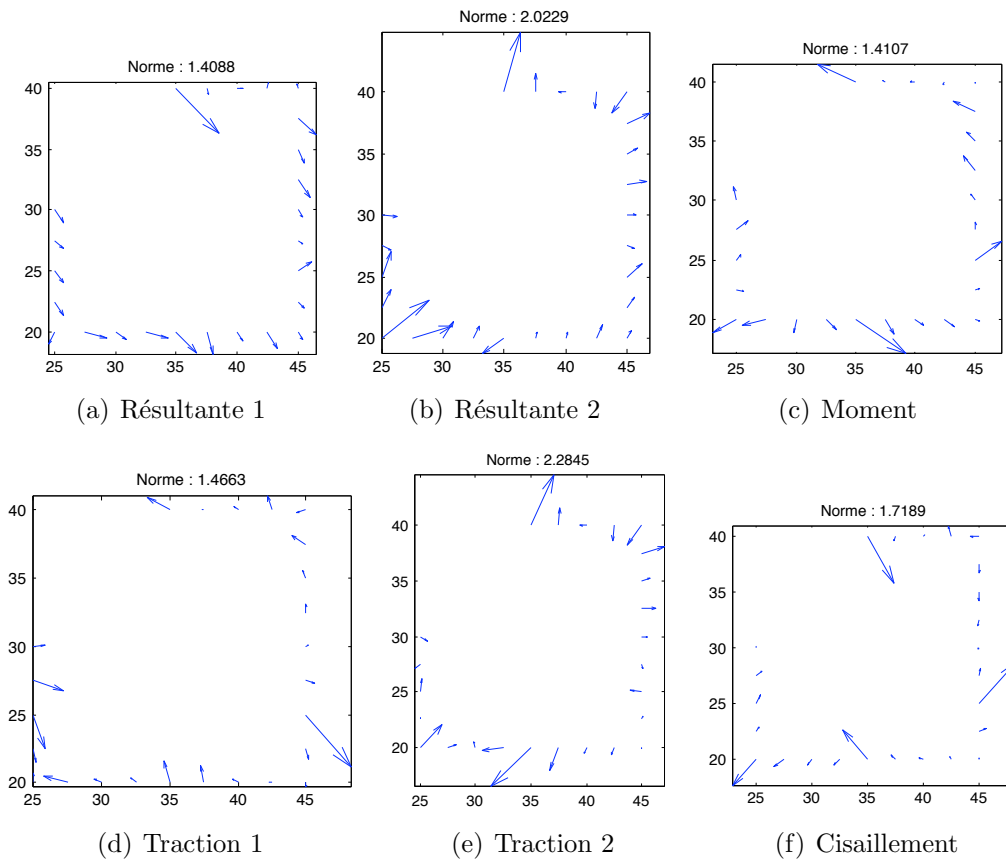 Norme : 1.4088
40
35
30
25
20
25 30 35 40 45
(a) Résultante 1
Norme : 2.0229
40
35
30
25
20
25 30 35 40 45
(b) Résultante 2
Norme : 1.4107
40
35
30
25
20
25 30 35 40 45
(c) Moment
Norme : 1.4663
40
35
30
25
20
25 30 35 40 45
(d) Traction 1
Norme : 2.2845
40
35
30
25
20
25 30 35 40 45
(e) Traction 2
Norme : 1.7189
40
35
30
25
20
25 30 35 40 45
(f) Cisaillement